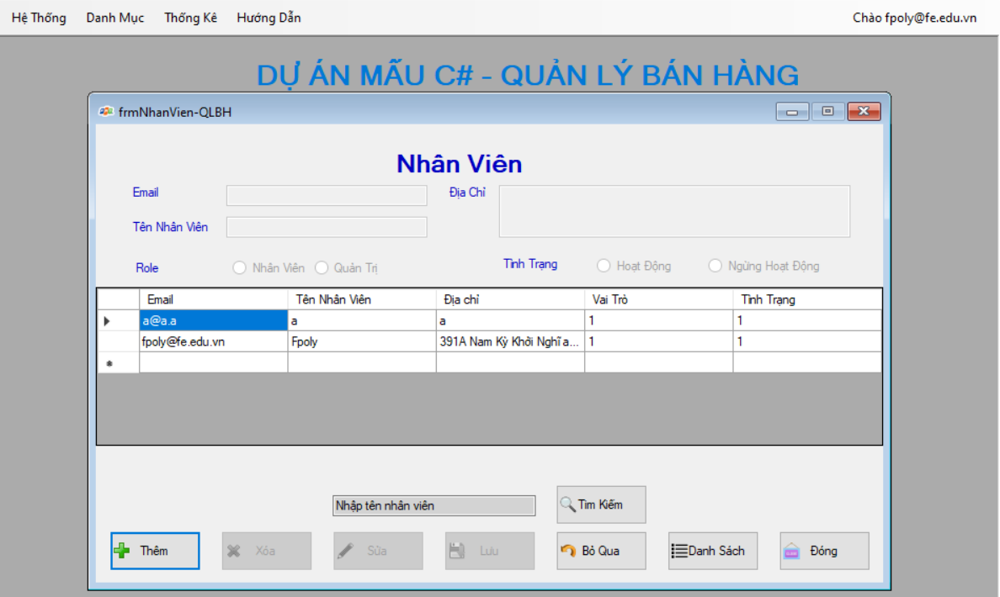 Hệ Thống Danh Mục Thống Kê Hướng Dẫn Chào fpoly@fe.edu.vn
DỰ ÁN MẪU C# - QUẢN LÝ BÁN HÀNG
frmNhanVien-QLBH
Nhân Viên
Email Địa Chỉ
Tên Nhân Viên
Role Nhân Viên Quản Trị Tình Trạng Hoạt Động Ngừng Hoạt Động
Email Tên Nhân Viên Địa chỉ Vai Trò Tình Trạng
a@a.a a a 1 1
fpoly@fe.edu.vn Fpoly 391A Nam Kỳ Khởi Nghĩa... 1 1
Nhập tên nhân viên Tìm Kiếm
Thêm Xóa Sửa Lưu Bỏ Qua Danh Sách Đóng